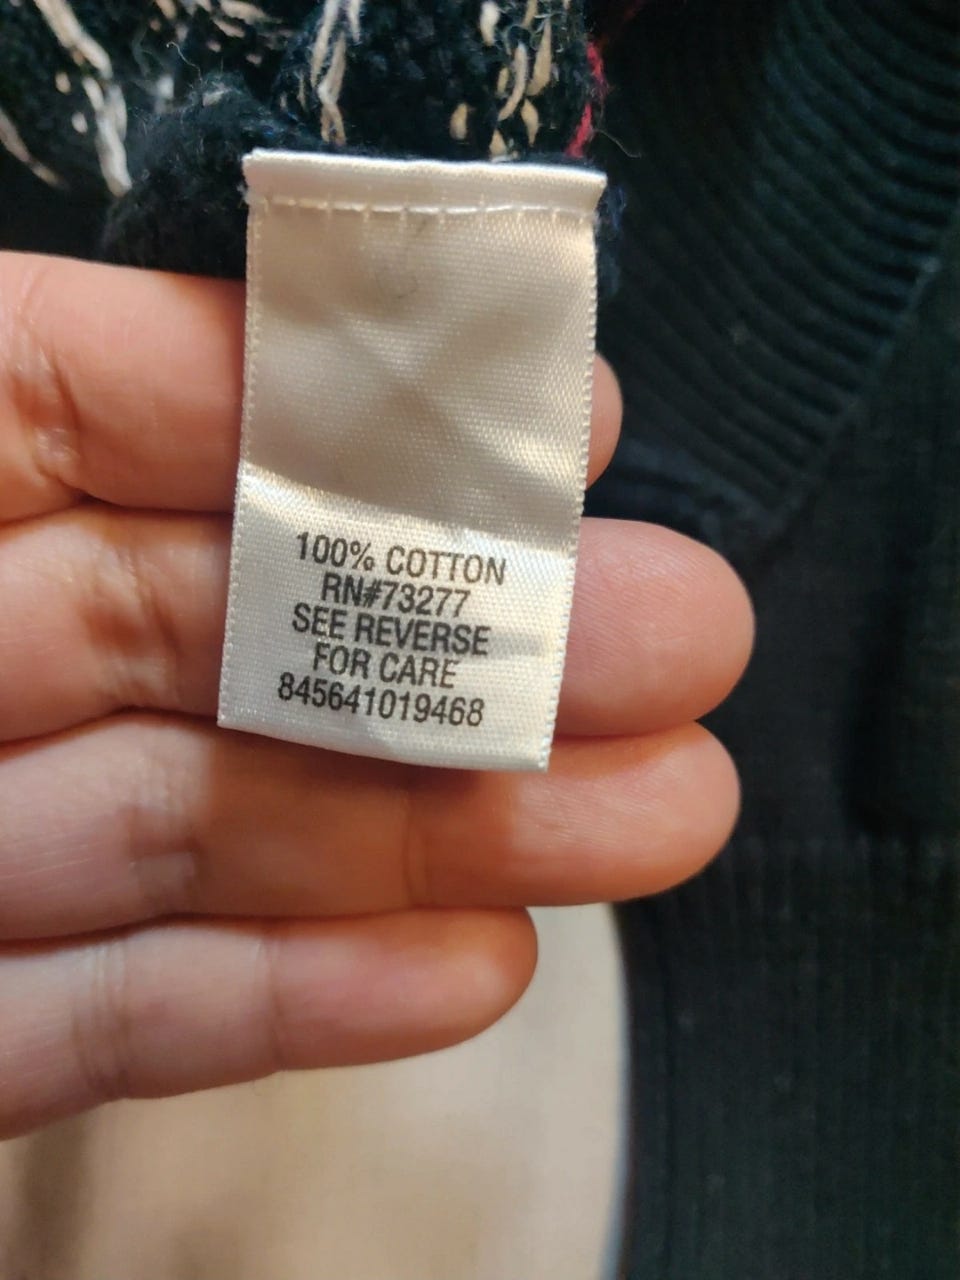 100% COTTON
RN#73277
SEE REVERSE
FOR CARE
845641019468